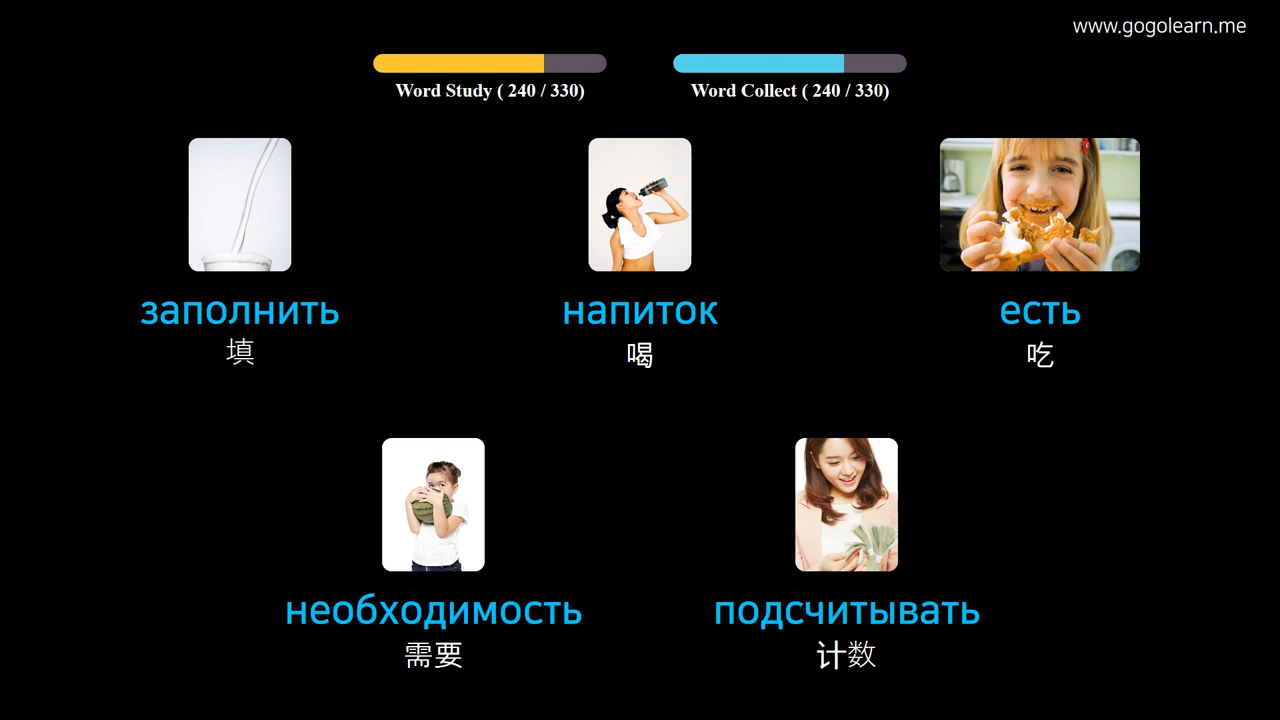 www.gogolearn.me
Word Study ( 240 / 330)
Word Collect ( 240 / 330)
заполнить
填
напиток
喝
есть
吃
необходимость
需要
подсчитывать
计数